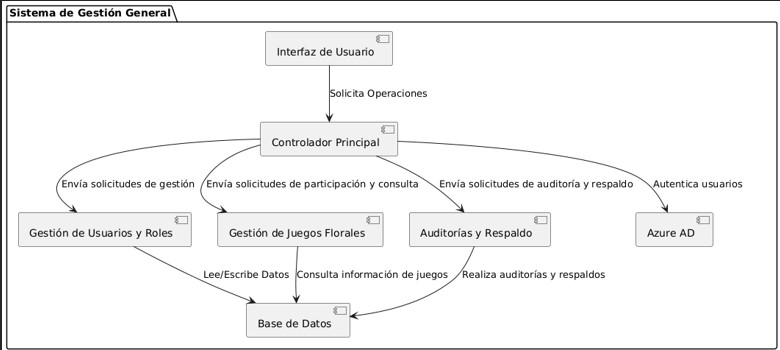 Sistema de Gestión General
Interfaz de Usuario
Solicita Operaciones
Controlador Principal
Envía solicitudes de gestión
Envía solicitudes de participación y consulta
Envía solicitudes de auditoría y respaldo
Autentica usuarios
Gestión de Usuarios y Roles
Gestión de Juegos Florales
Auditorías y Respaldo
Azure AD
Lee/Escribe Datos
Consulta información de juegos
Realiza auditorías y respaldos
Base de Datos